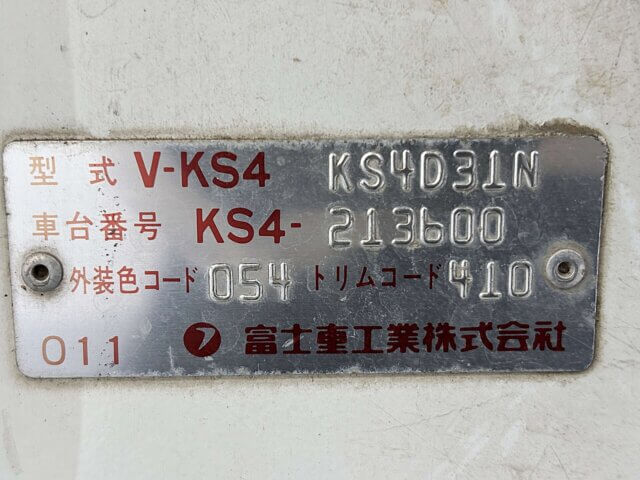 型式 V-KS4 KS4D31N
車台番号 KS4- 213600
外装色コード 054 トリムコード 410
011 富士重工業株式会社